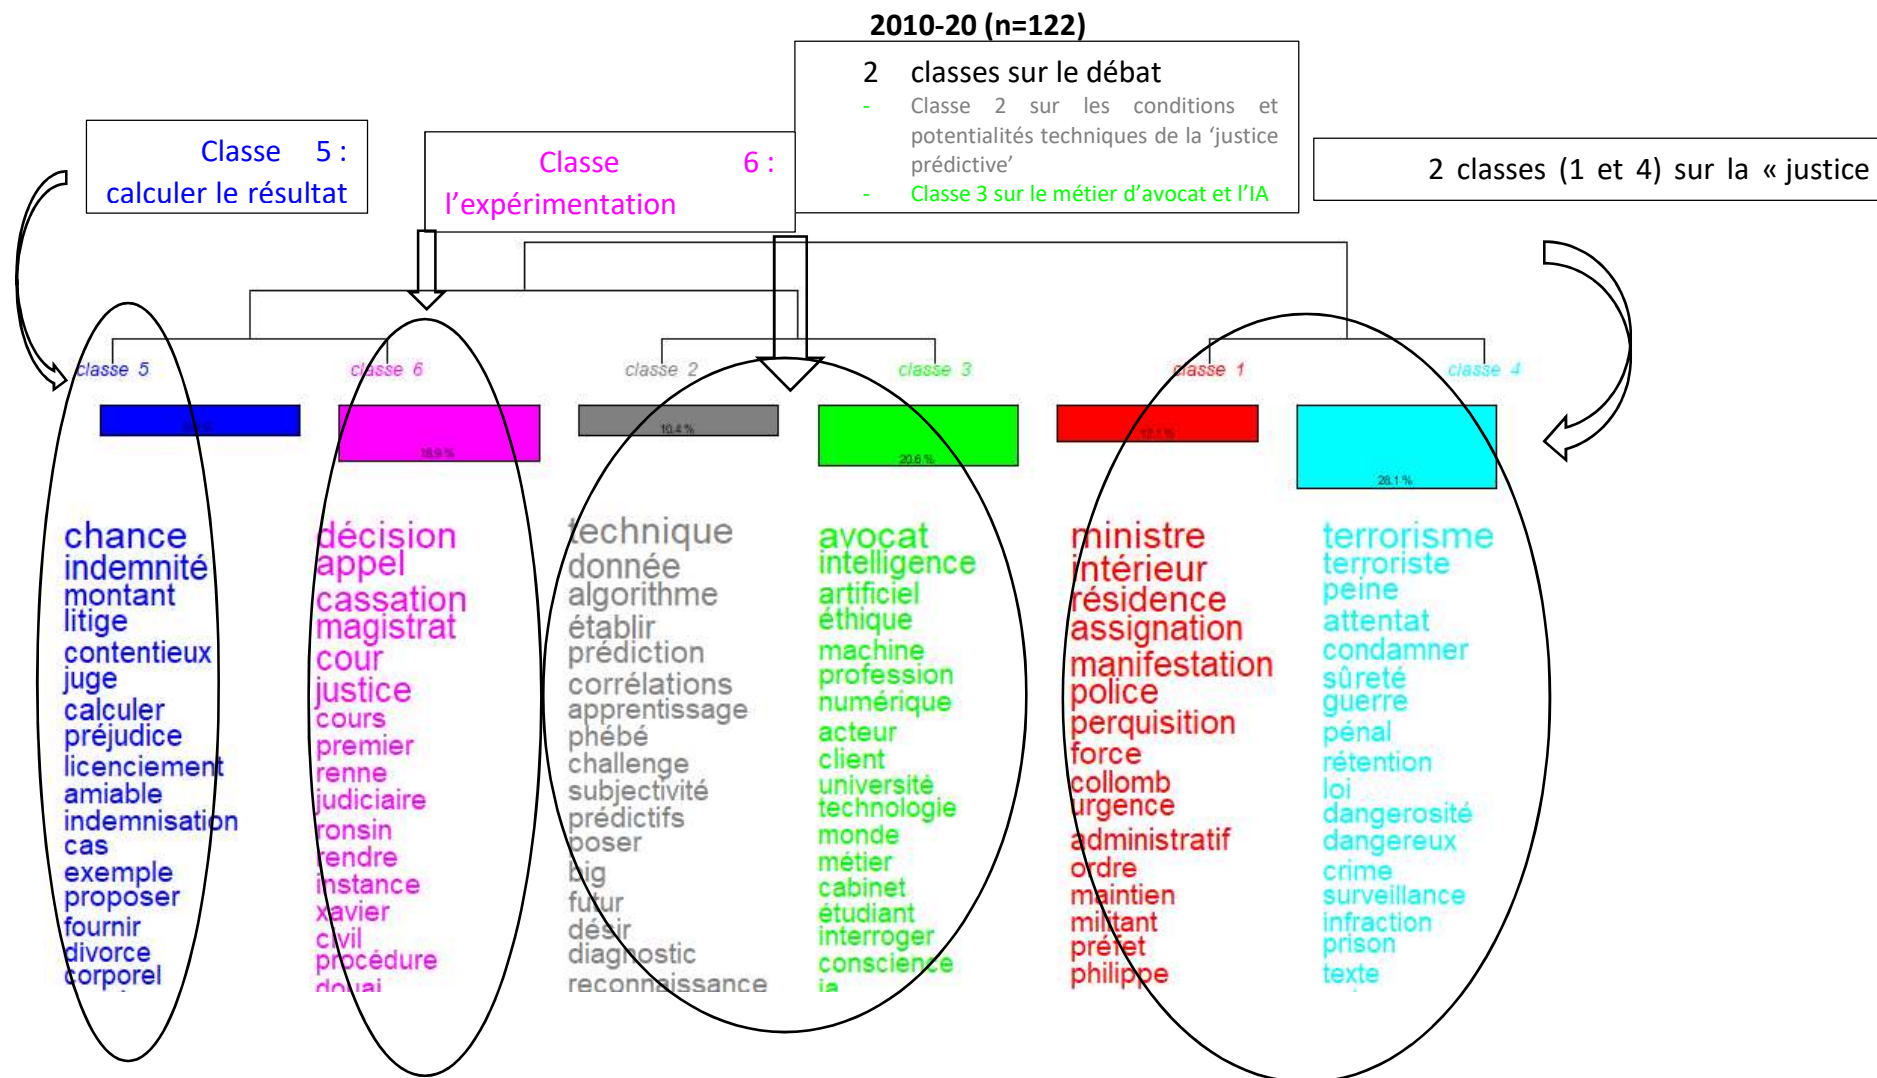 2010-20 (n=122)
2 classes sur le débat
- Classe 2 sur les conditions et
potentialités techniques de la ‘justice
prédictive’
- Classe 3 sur le métier d’avocat et l’IA
Classe 5 :
calculer le résultat
Classe 6 :
l’expérimentation
2 classes (1 et 4) sur la « justice
classe 5
classe 6
classe 2
classe 3
classe 1
classe 4
18.9 %
10.4 %
20.6 %
12.1 %
28.1 %
chance
indemnité
montant
litige
contentieux
juge
calculer
préjudice
licenciement
amiable
indemnisation
cas
exemple
proposer
fournir
divorce
corporel
décision
appel
cassation
magistrat
cour
justice
cours
premier
renne
judiciaire
ronsin
rendre
instance
xavier
civil
procédure
douai
technique
donnée
algorithme
établir
prédiction
corrélations
apprentissage
phébé
challenge
subjectivité
prédictifs
poser
big
futur
désir
diagnostic
reconnaissance
avocat
intelligence
artificiel
éthique
machine
profession
numérique
acteur
client
université
technologie
monde
métier
cabinet
étudiant
interroger
conscience
ia
ministre
intérieur
résidence
assignation
manifestation
police
perquisition
force
collomb
urgence
administratif
ordre
maintien
militant
préfet
philippe
terrorisme
terroriste
peine
attentat
condamner
sûreté
guerre
pénal
rétention
loi
dangerosité
dangereux
crime
surveillance
infraction
prison
texte